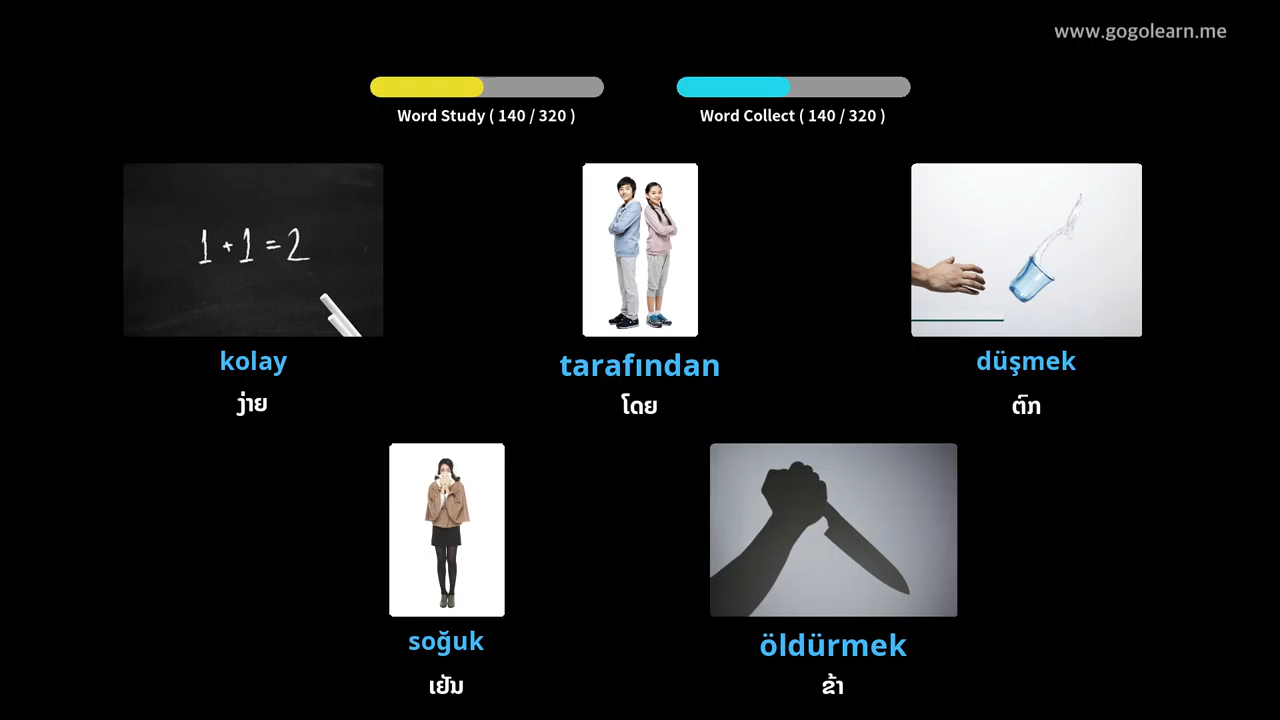 www.gogolearn.me
Word Study ( 140 / 320 )
Word Collect ( 140 / 320 )
1 + 1 = 2
kolay
ງ່າຍ
tarafından
ໂດຍ
düşmek
ຕົກ
soğuk
ເຢັນ
öldürmek
ຂ້າ